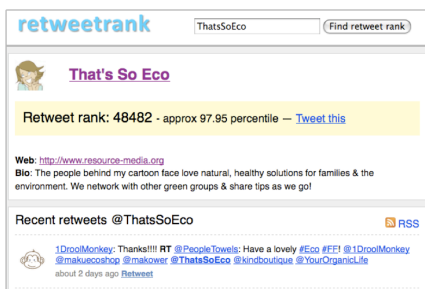 retweetrank
ThatsSoEco
Find retweet rank
That's So Eco
Retweet rank: 48482 - approx 97.95 percentile — Tweet this
Web: http://www.resource-media.org
Bio: The people behind my cartoon face love natural, healthy solutions for families & the
environment. We network with other green groups & share tips as we go!
Recent retweets @ThatsSoEco
RSS
1DroolMonkey: Thanks!!!! RT @PeopleTowels: Have a lovely #Eco #FF! @1DroolMonkey
@makuecoshop @makower @ThatsSoEco @kindboutique @YourOrganicLife
about 2 days ago Retweet